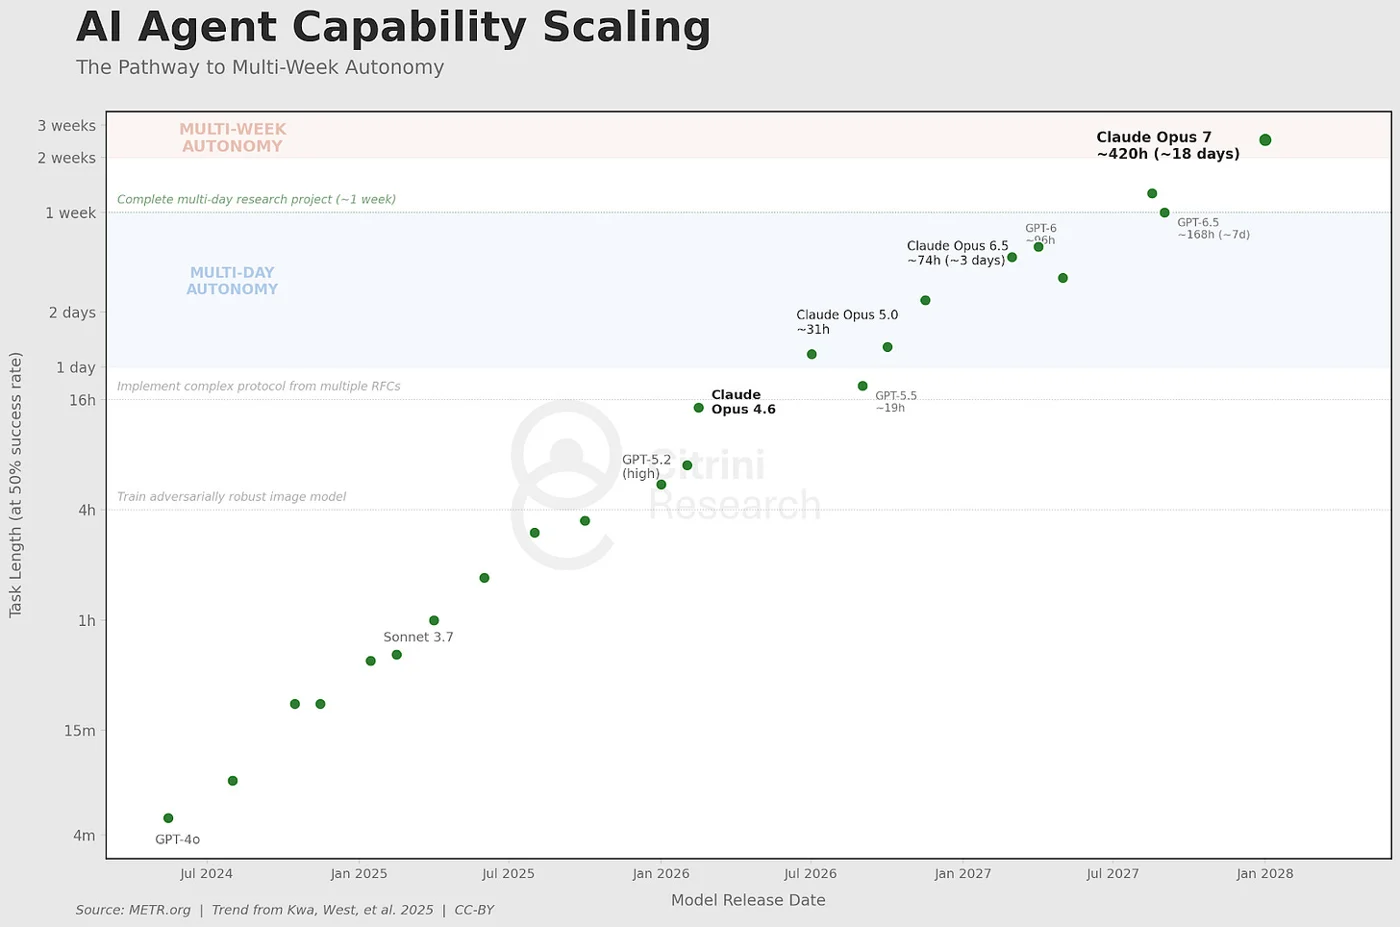 AI Agent Capability Scaling
The Pathway to Multi-Week Autonomy
3 weeks
2 weeks
1 week
2 days
1 day
16h
4h
1h
15m
4m
Task Length (at 50% success rate)
MULTI-WEEK
AUTONOMY
Claude Opus 7
~420h (~18 days)
Complete multi-day research project (~1 week)
GPT-6.5
~168h (~7d)
GPT-6
~96h
Claude Opus 6.5
~74h (~3 days)
MULTI-DAY
AUTONOMY
Claude Opus 5.0
~31h
Implement complex protocol from multiple RFCs
GPT-5.5
~19h
Claude
Opus 4.6
GPT-5.2
(high)
Citrini
Research
Train adversarially robust image model
Sonnet 3.7
GPT-4o
Jul 2024
Jan 2025
Jul 2025
Jan 2026
Jul 2026
Jan 2027
Jul 2027
Jan 2028
Model Release Date
Source: METR.org | Trend from Kwa, West, et al. 2025 | CC-BY